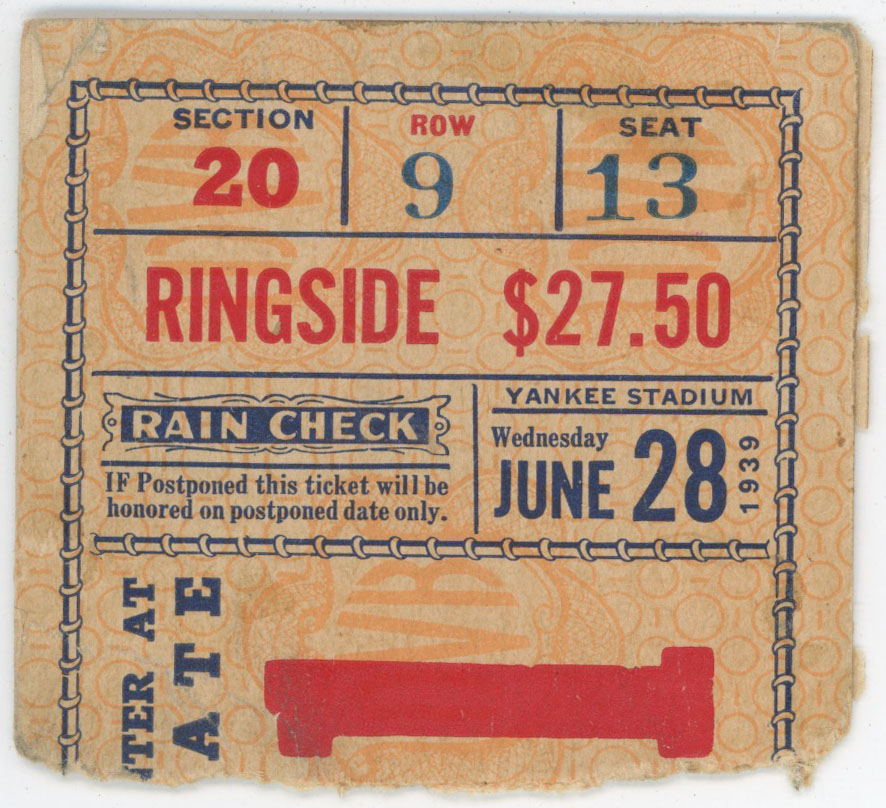 SECTION ROW SEAT
20 9 13
RINGSIDE $27.50
RAIN CHECK
IF Postponed this ticket will be
honored on postponed date only.
YANKEE STADIUM
Wednesday
JUNE 28 1939
TER AT
ATE